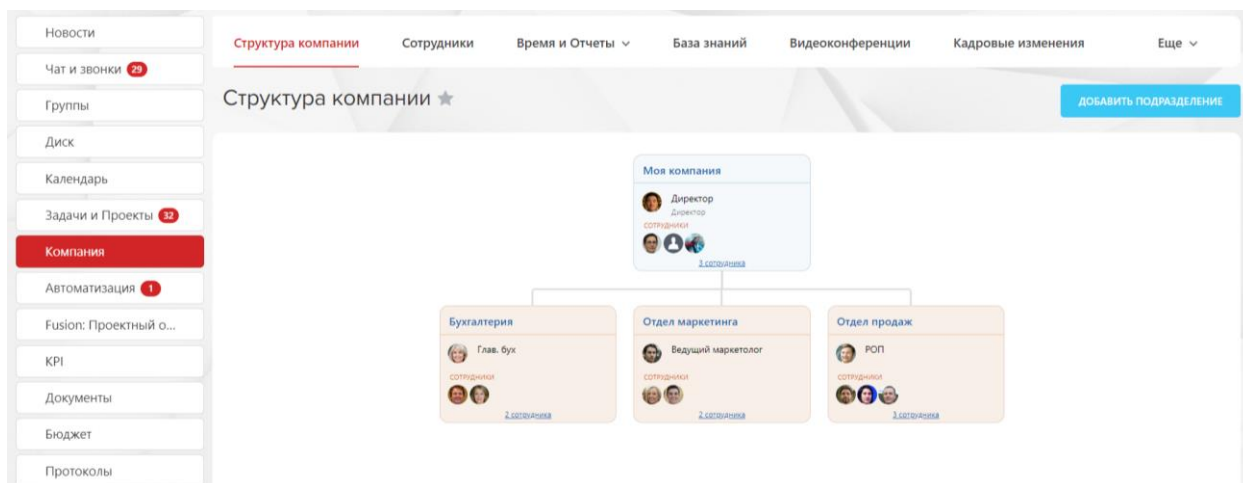 Новости
Чат и звонки 29
Группы
Диск
Календарь
Задачи и Проекты 32
Компания
Автоматизация 1
Fusion: Проектный о...
KPI
Документы
Бюджет
Протоколы
Структура компании Сотрудники Время и Отчеты База знаний Видеоконференции Кадровые изменения Еще
Структура компании
ДОБАВИТЬ ПОДРАЗДЕЛЕНИЕ
Моя компания
Директор
Директор
СОТРУДНИКИ
3 сотрудника
Бухгалтерия
Глав. бух
СОТРУДНИКИ
2 сотрудника
Отдел маркетинга
Ведущий маркетолог
СОТРУДНИКИ
2 сотрудника
Отдел продаж
РОП
СОТРУДНИКИ
3 сотрудника